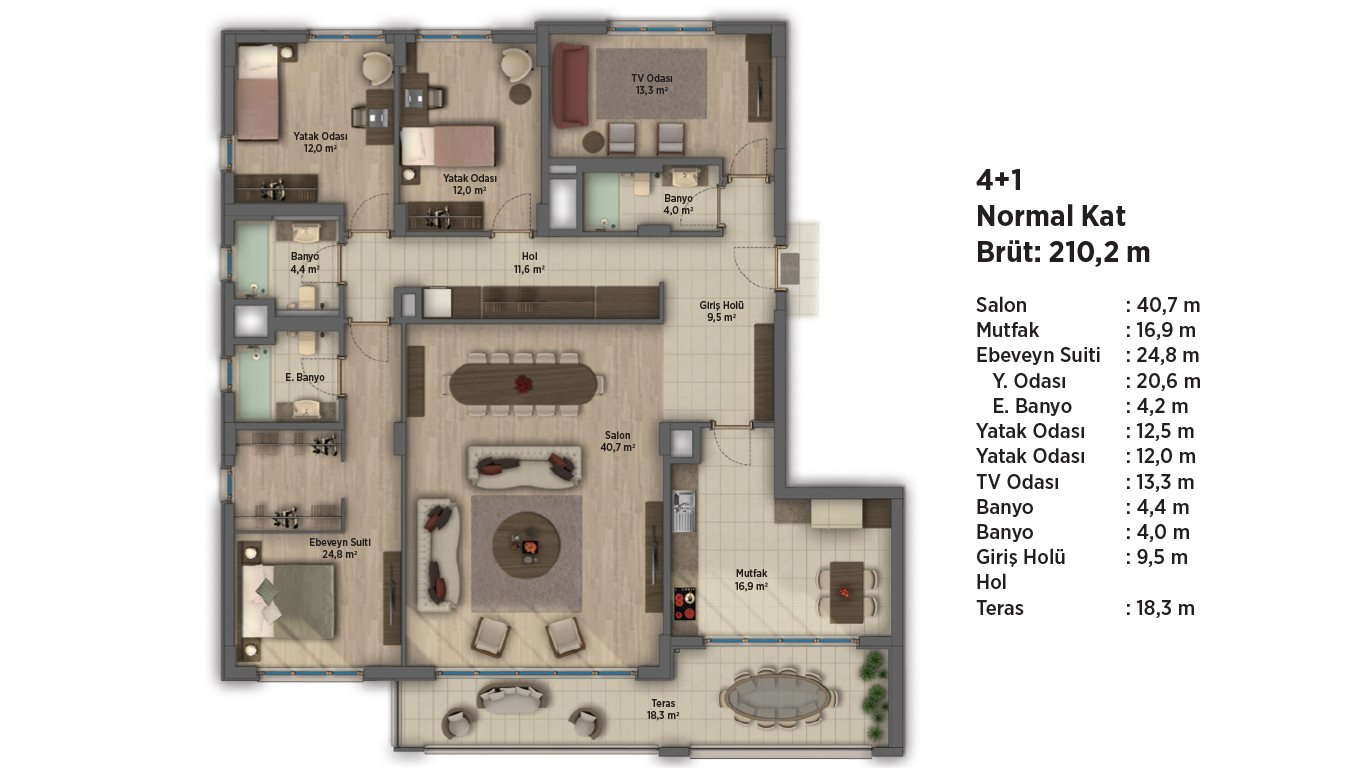 TV Odası
13,3 m²
Yatak Odası
12,0 m²
Yatak Odası
12,0 m²
Banyo
4,0 m²
Banyo
4,4 m²
Hol
11,6 m²
Giriş Holü
9,5 m²
E. Banyo
Salon
40,7 m²
Ebeveyn Suiti
24,8 m²
Mutfak
16,9 m²
Teras
18,3 m²
4+1
Normal Kat
Brüt: 210,2 m
Salon : 40,7 m
Mutfak : 16,9 m
Ebeveyn Suiti : 24,8 m
Y. Odası : 20,6 m
E. Banyo : 4,2 m
Yatak Odası : 12,5 m
Yatak Odası : 12,0 m
TV Odası : 13,3 m
Banyo : 4,4 m
Banyo : 4,0 m
Giriş Holü : 9,5 m
Hol
Teras : 18,3 m